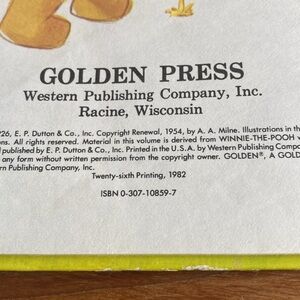 GOLDEN PRESS
Western Publishing Company, Inc.
Racine, Wisconsin
26, E. P. Dutton & Co., Inc. Copyright Renewal, 1954, by A. A. Milne. Illustrations in th
ns. All rights reserved. Material in this volume is derived from WINNIE-THE-POOH
published by E. P. Dutton & Co., Inc. Printed in the U.S.A. by Western Publishing Compan
any form without written permission from the copyright owner. GOLDEN®, A GOLD
rn Publishing Company, Inc.
Twenty-sixth Printing, 1982
ISBN 0-307-10859-7